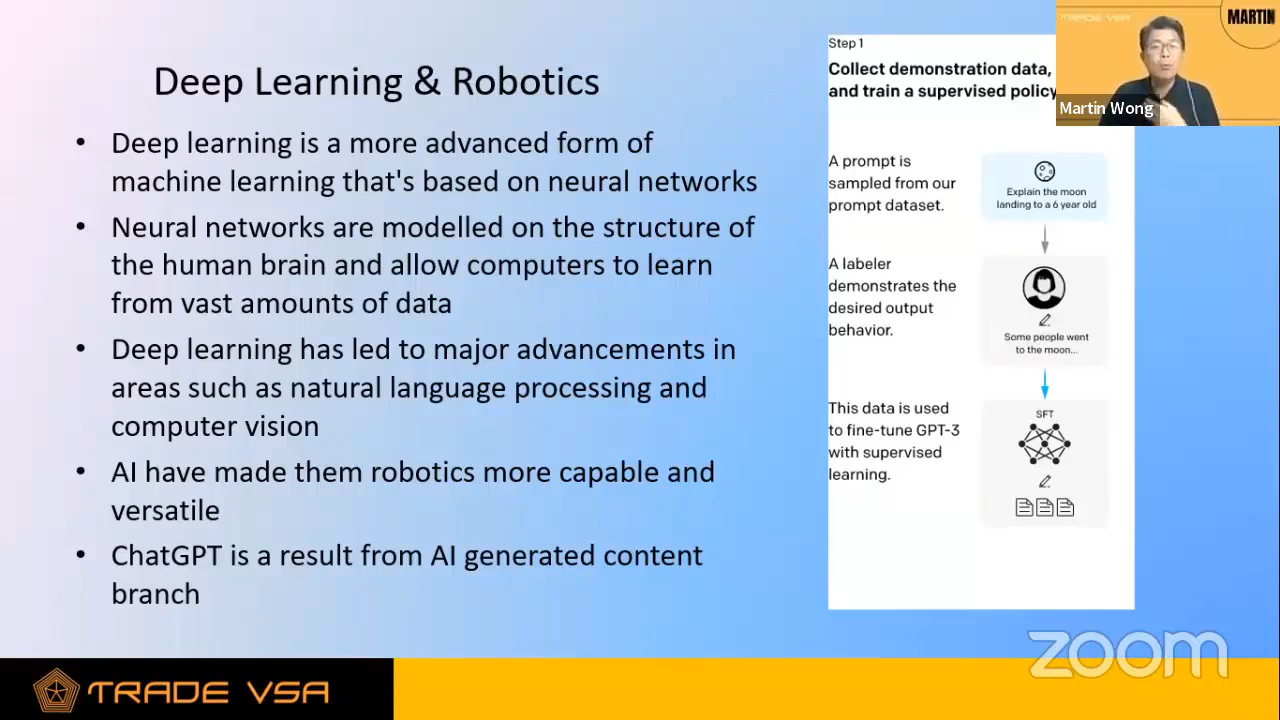 Deep Learning & Robotics
• Deep learning is a more advanced form of
machine learning that's based on neural networks
• Neural networks are modelled on the structure of
the human brain and allow computers to learn
from vast amounts of data
• Deep learning has led to major advancements in
areas such as natural language processing and
computer vision
• AI have made them robotics more capable and
versatile
• ChatGPT is a result from AI generated content
branch
Step 1
Collect demonstration data,
and train a supervised policy
A prompt is
sampled from our
prompt dataset.
Explain the moon
landing to a 6 year old
A labeler
demonstrates the
desired output
behavior.
Some people went
to the moon...
This data is used
to fine-tune GPT-3
with supervised
learning.
SFT
TRADE VSA
MARTIN
Martin Wong
zoom
TRADE VSA